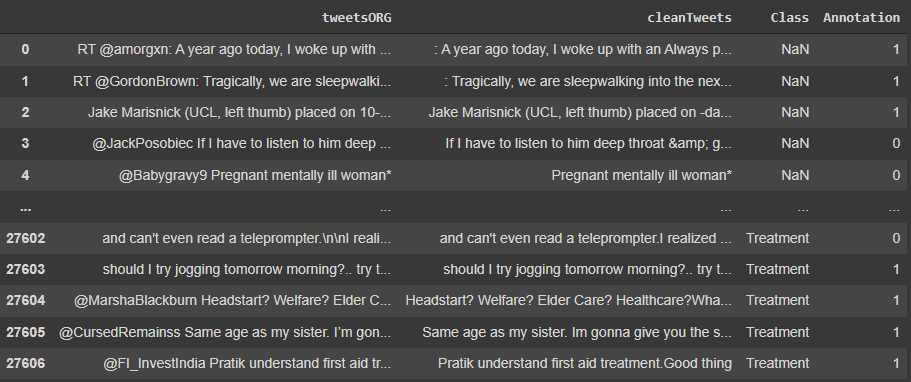 tweetsORG cleanTweets Class Annotation
0 RT @amorgxn: A year ago today, I woke up with ... : A year ago today, I woke up with an Always p... NaN 1
1 RT @GordonBrown: Tragically, we are sleepwalki... : Tragically, we are sleepwalking into the nex... NaN 1
2 Jake Marisnick (UCL, left thumb) placed on 10-... Jake Marisnick (UCL, left thumb) placed on -da... NaN 1
3 @JackPosobiec If I have to listen to him deep ... If I have to listen to him deep throat &amp; g... NaN 0
4 @Babygravy9 Pregnant mentally ill woman* Pregnant mentally ill woman* NaN 0
... ... ... ... ...
27602 and can't even read a teleprompter.\n\nI reali... and can't even read a teleprompter.I realized ... Treatment 0
27603 should I try jogging tomorrow morning?.. try t... should I try jogging tomorrow morning?.. try t... Treatment 1
27604 @MarshaBlackburn Headstart? Welfare? Elder C... Headstart? Welfare? Elder Care? Healthcare?Wha... Treatment 1
27605 @CursedRemainss Same age as my sister. I’m gon... Same age as my sister. Im gonna give you the s... Treatment 1
27606 @FI_InvestIndia Pratik understand first aid tr... Pratik understand first aid treatment.Good thing Treatment 1